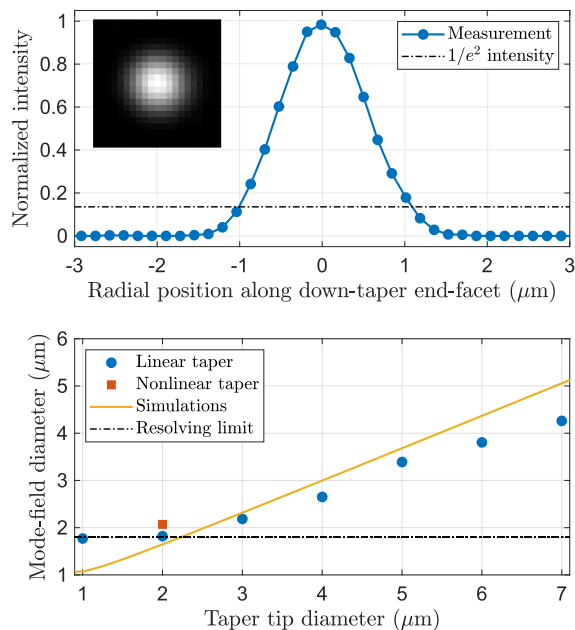 1
0.8
0.6
0.4
0.2
0
Normalized intensity
Measurement
1/e² intensity
-3 -2 -1 0 1 2 3
Radial position along down-taper end-facet (μm)
6
5
4
3
2
1
Mode-field diameter (μm)
Linear taper
Nonlinear taper
Simulations
Resolving limit
1 2 3 4 5 6 7
Taper tip diameter (μm)